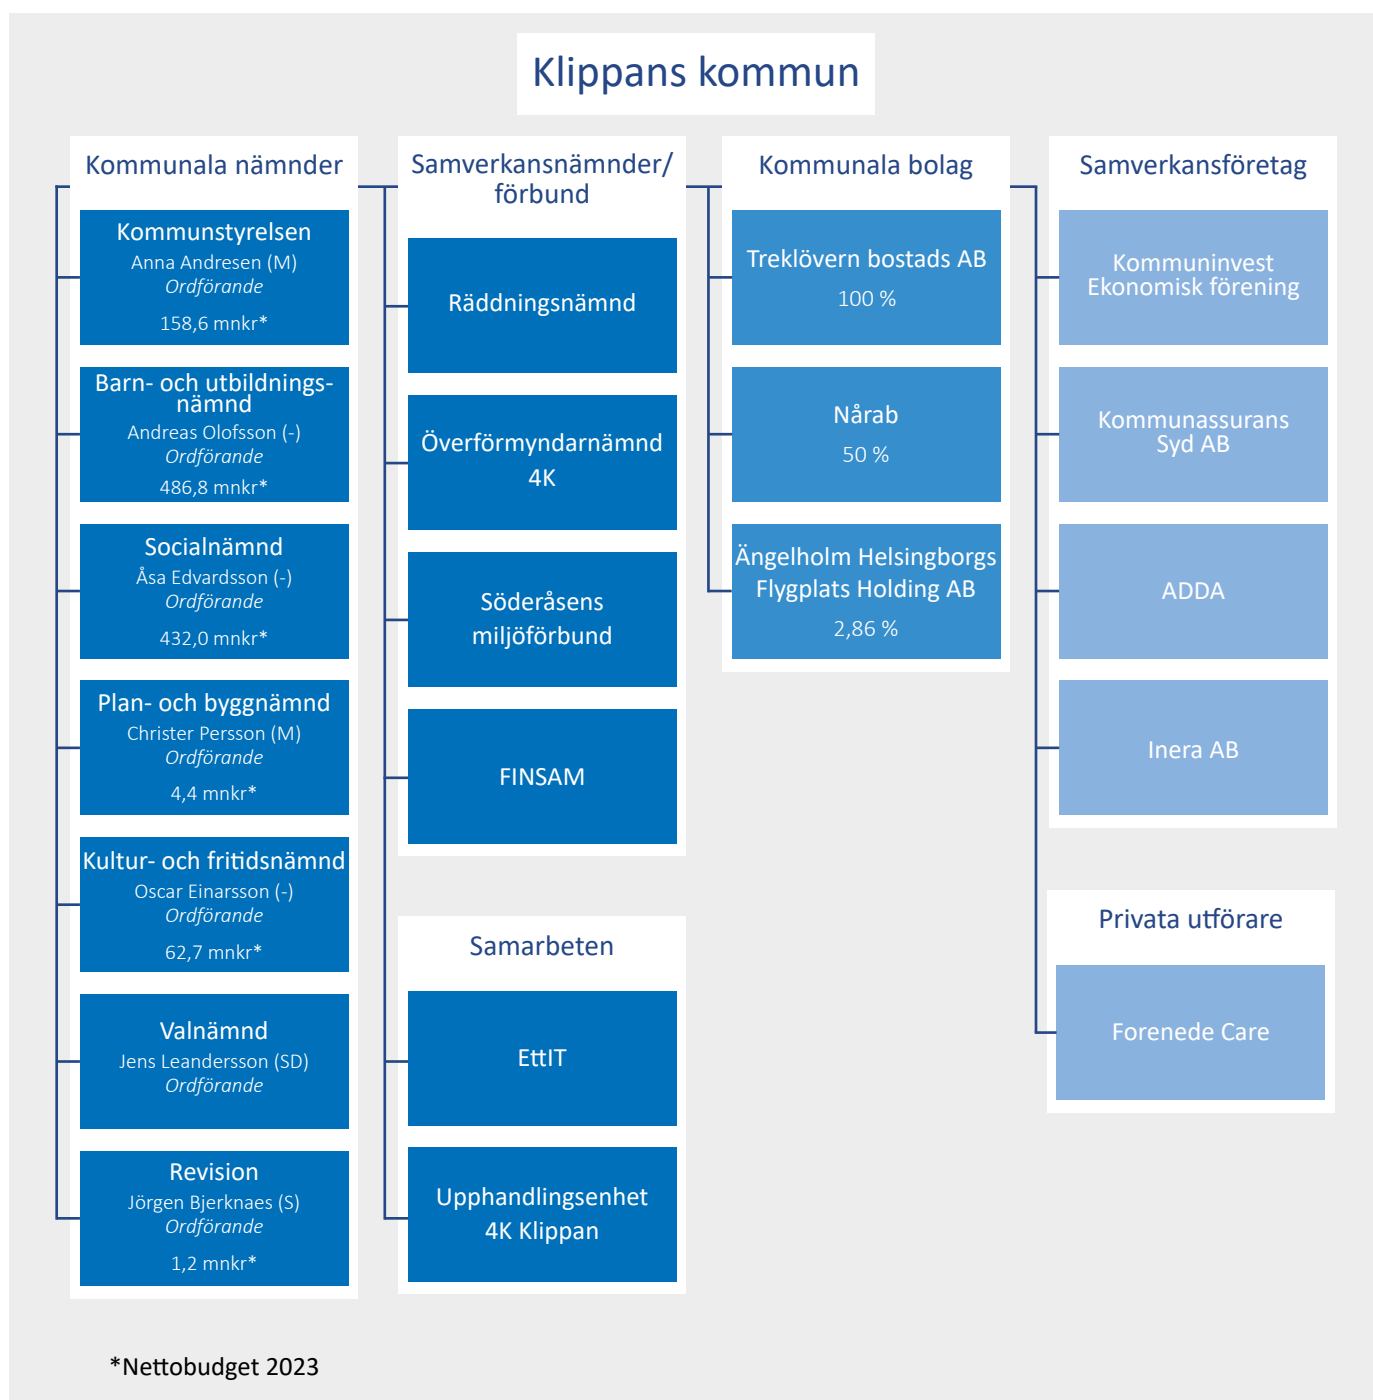 Klippans kommun
Kommunala nämnder
Kommunstyrelsen
Anna Andresen (M)
Ordförande
158,6 mnkr*
Barn- och utbildnings-
nämnd
Andreas Olofsson (-)
Ordförande
486,8 mnkr*
Socialnämnd
Åsa Edvardsson (-)
Ordförande
432,0 mnkr*
Plan- och byggnämnd
Christer Persson (M)
Ordförande
4,4 mnkr*
Kultur- och fritidsnämnd
Oscar Einarsson (-)
Ordförande
62,7 mnkr*
Valnämnd
Jens Leandersson (SD)
Ordförande
Revision
Jörgen Bjerknaes (S)
Ordförande
1,2 mnkr*
Samverkansnämnder/
förbund
Räddningsnämnd
Överförmyndarnämnd
4K
Söderåsens
miljöförbund
FINSAM
Samarbeten
EttIT
Upphandlingsenhet
4K Klippan
Kommunala bolag
Treklövern bostads AB
100 %
Nårab
50 %
Ängelholm Helsingborgs
Flygplats Holding AB
2,86 %
Samverkansföretag
Kommuninvest
Ekonomisk förening
Kommunassurans
Syd AB
ADDA
Inera AB
Privata utförare
Forenede Care
*Nettobudget 2023